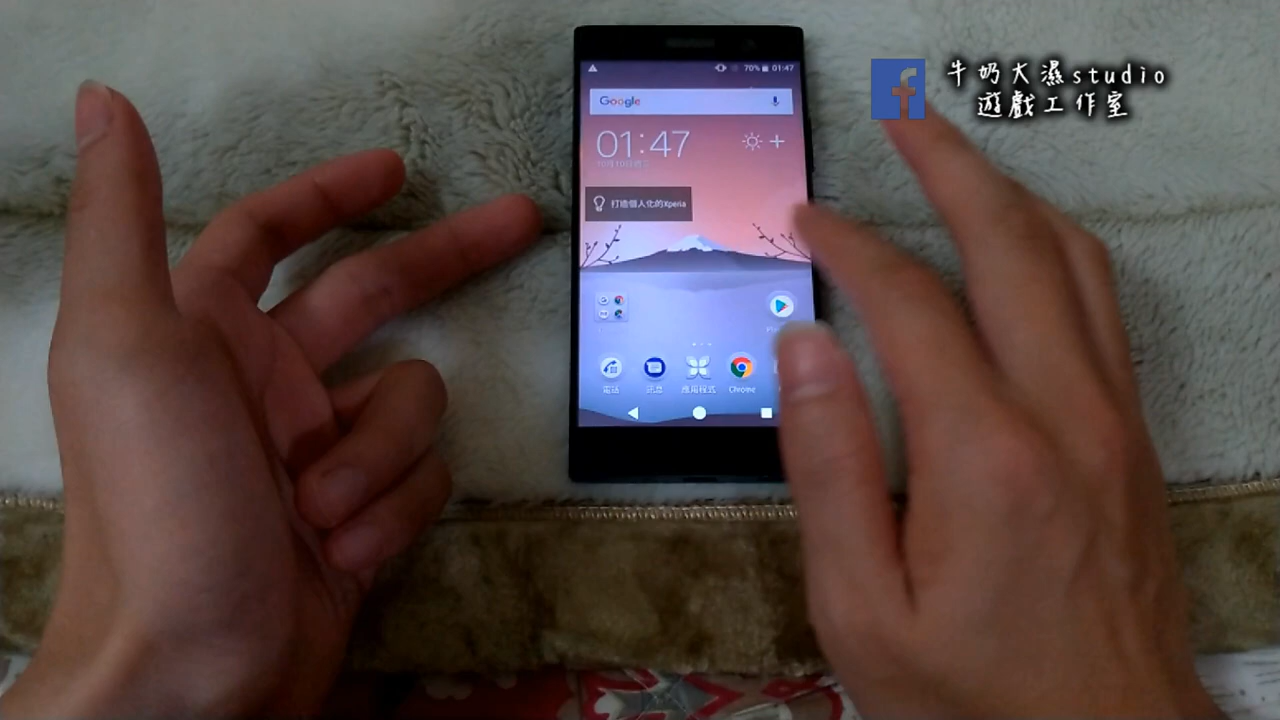 牛奶大濕studio
遊戲工作室
70% 01:47
Google
01:47
打造個人化的Xperia
電話
訊息
應用程式
Chrome